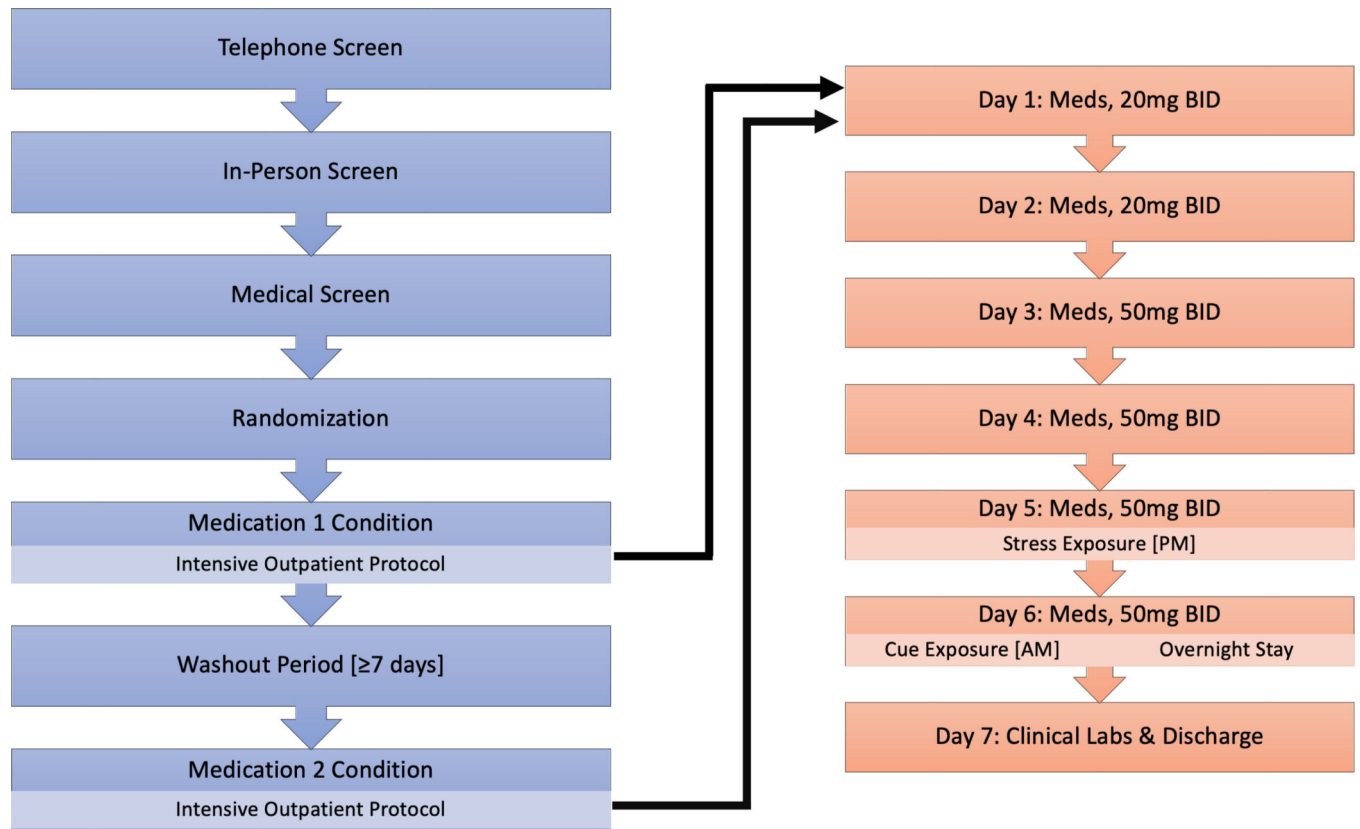 Telephone Screen
In-Person Screen
Medical Screen
Randomization
Medication 1 Condition
Intensive Outpatient Protocol
Washout Period [≥7 days]
Medication 2 Condition
Intensive Outpatient Protocol
Day 1: Meds, 20mg BID
Day 2: Meds, 20mg BID
Day 3: Meds, 50mg BID
Day 4: Meds, 50mg BID
Day 5: Meds, 50mg BID
Stress Exposure [PM]
Day 6: Meds, 50mg BID
Cue Exposure [AM] Overnight Stay
Day 7: Clinical Labs & Discharge